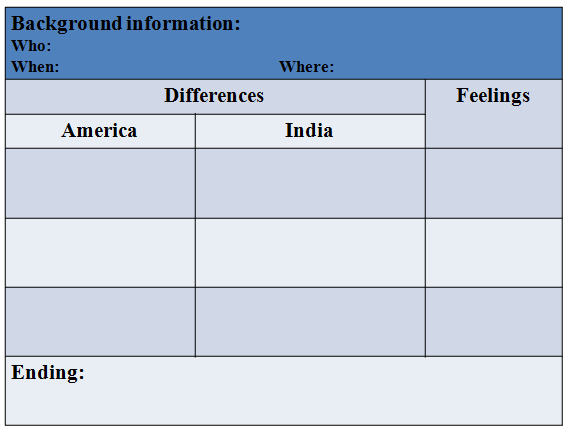 Background information:
Who:
When: Where:
Differences Feelings
America India
Ending: